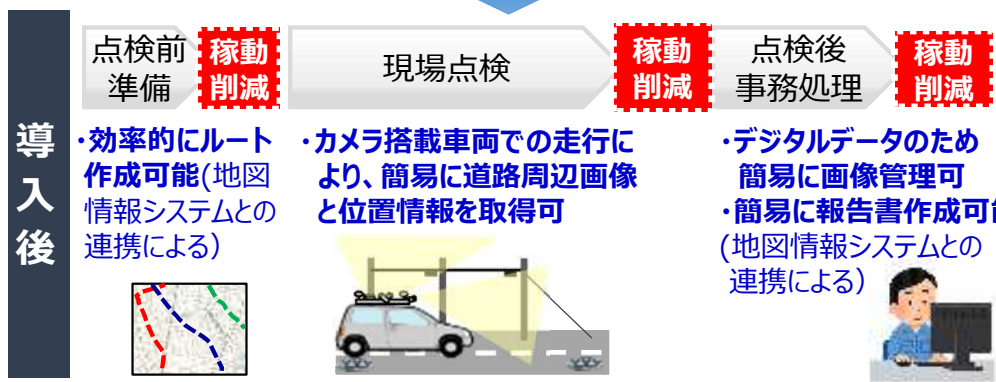 導入後
点検前
準備
稼動
削減
現場点検
稼動
削減
点検後
事務処理
稼動
削減
・効率的にルート
作成可能(地図
情報システムとの
連携による）
・カメラ搭載車両での走行に
より、簡易に道路周辺画像
と位置情報を取得可
・デジタルデータのため
簡易に画像管理可
・簡易に報告書作成可能
(地図情報システムとの
連携による）